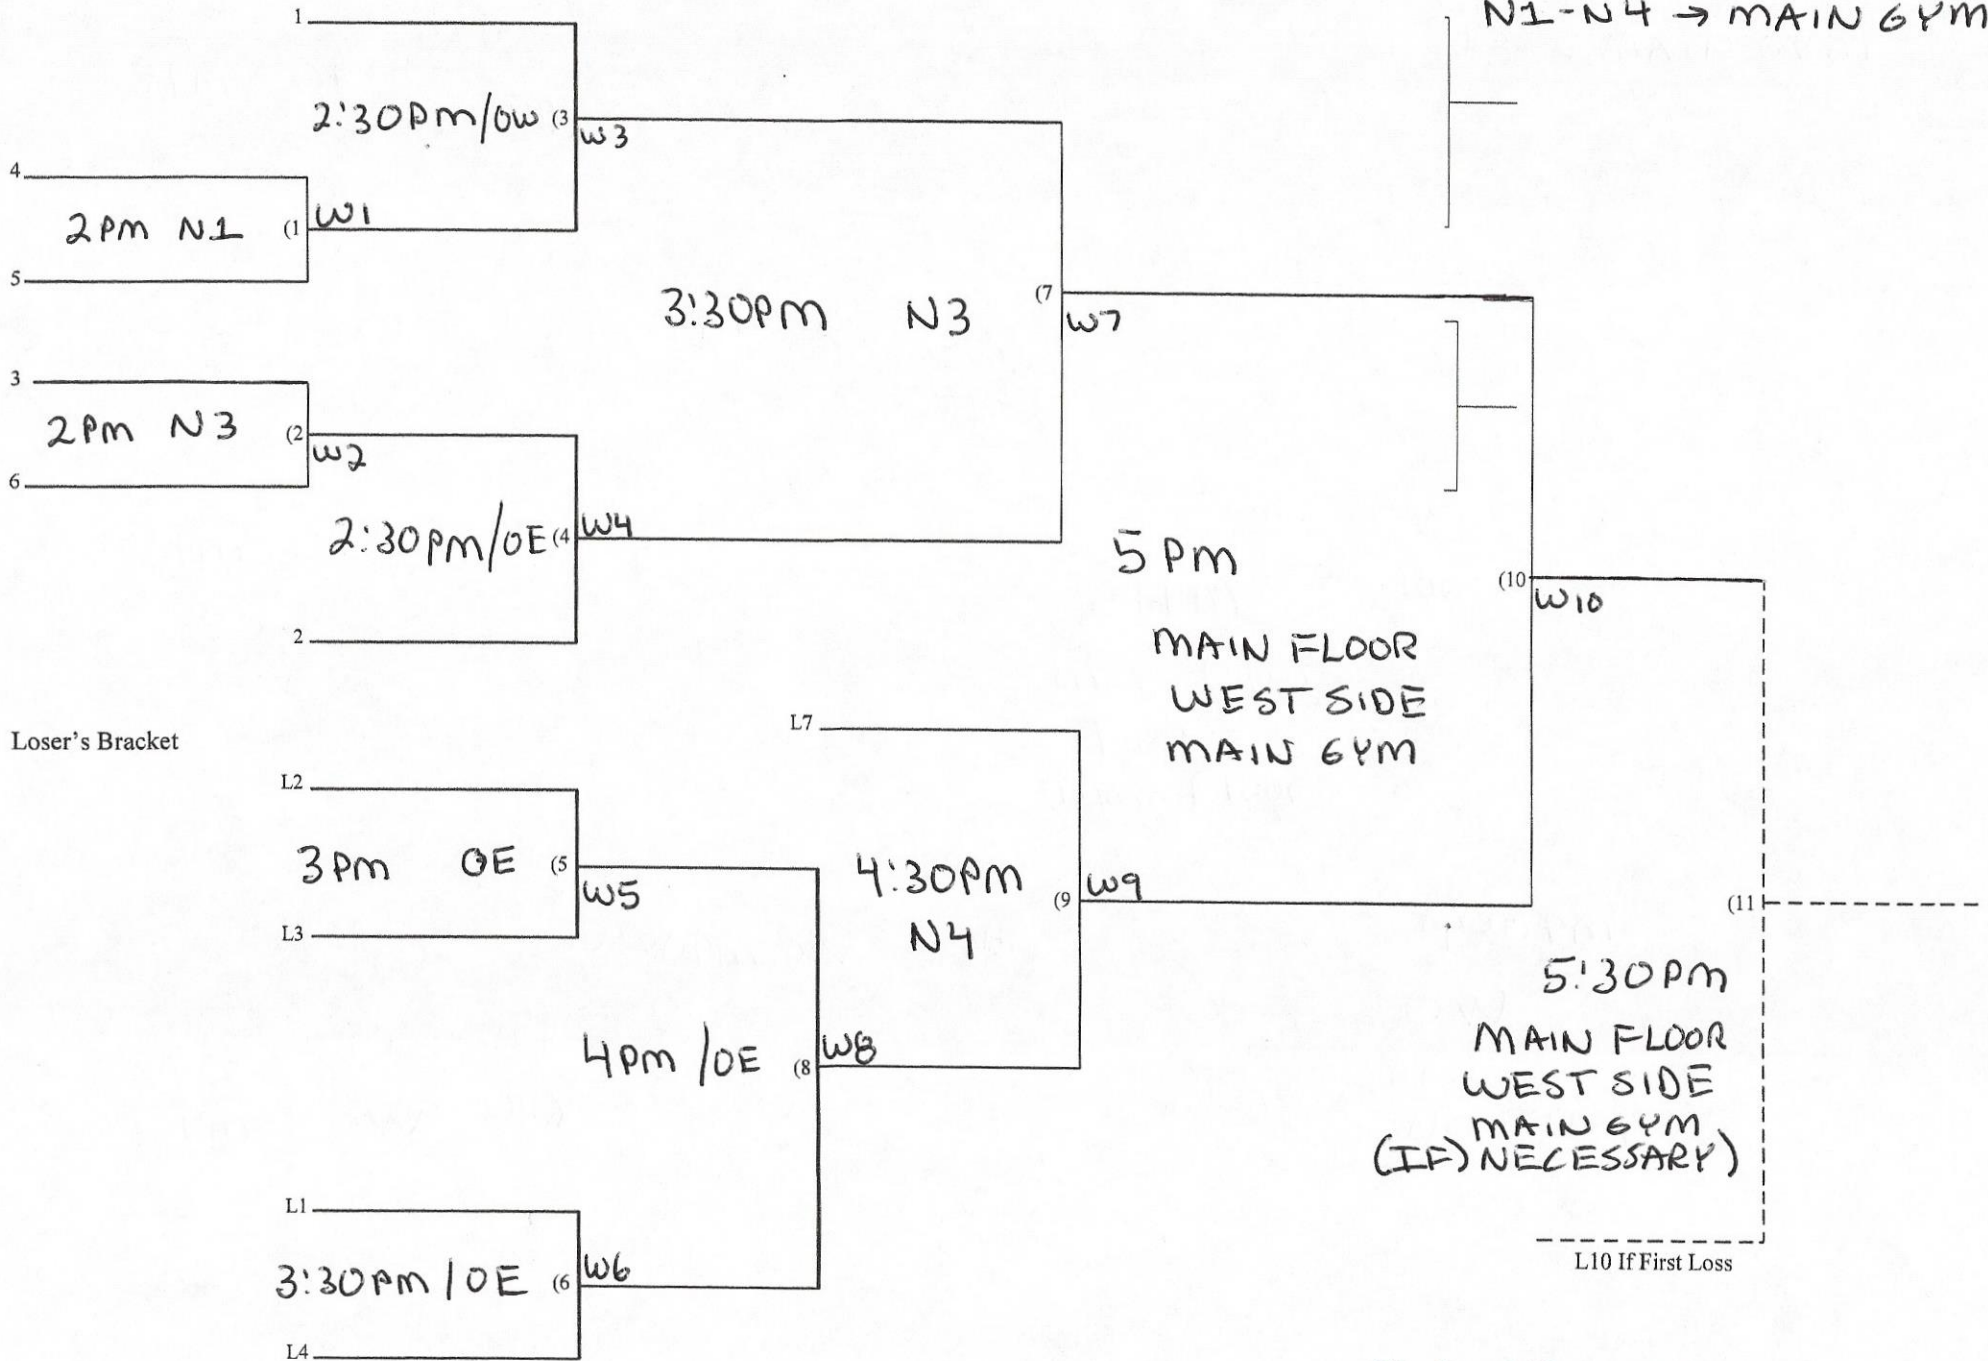 N1-N4 → MAIN GYM
1
2:30PM/OW (3
W3
4
2PM N1 (1
W1
5
3:30PM N3 (7
W7
3
2PM N3 (2
W2
6
2:30PM/OE (4
W4
2
5 PM
MAIN FLOOR
WEST SIDE
MAIN GYM
(10
W10
Loser's Bracket
L7
L2
3PM OE (5
W5
L3
4:30PM
N4
(9
W9
(11
5:30PM
MAIN FLOOR
WEST SIDE
MAIN GYM
(IF) NECESSARY)
4PM /OE (8
W8
L1
3:30PM/OE (6
W6
L4
L10 If First Loss